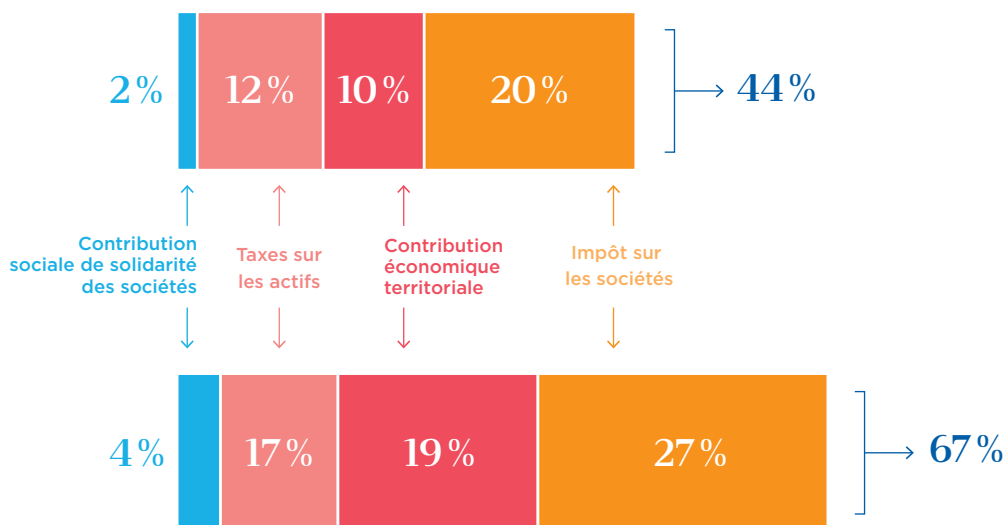 2 % 12 % 10 % 20 % 44 %
Contribution
sociale de solidarité
des sociétés
Taxes sur
les actifs
Contribution
économique
territoriale
Impôt sur
les sociétés
4 % 17 % 19 % 27 % 67 %